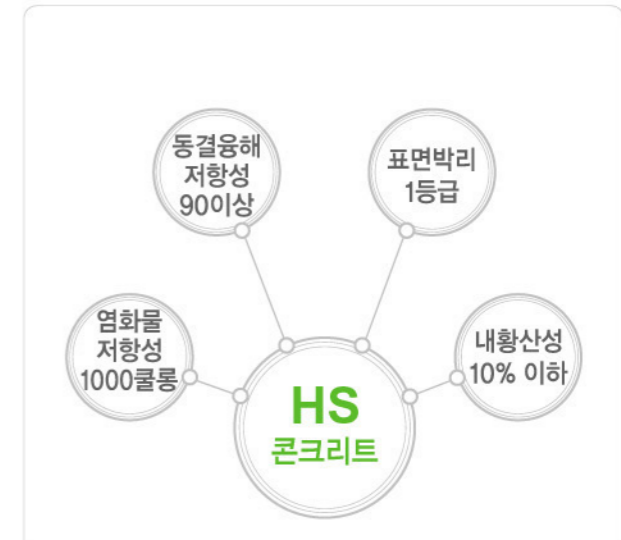 동결융해
저항성
90이상
표면박리
1등급
염화물
저항성
1000쿨롱
내황산성
10% 이하
HS
콘크리트